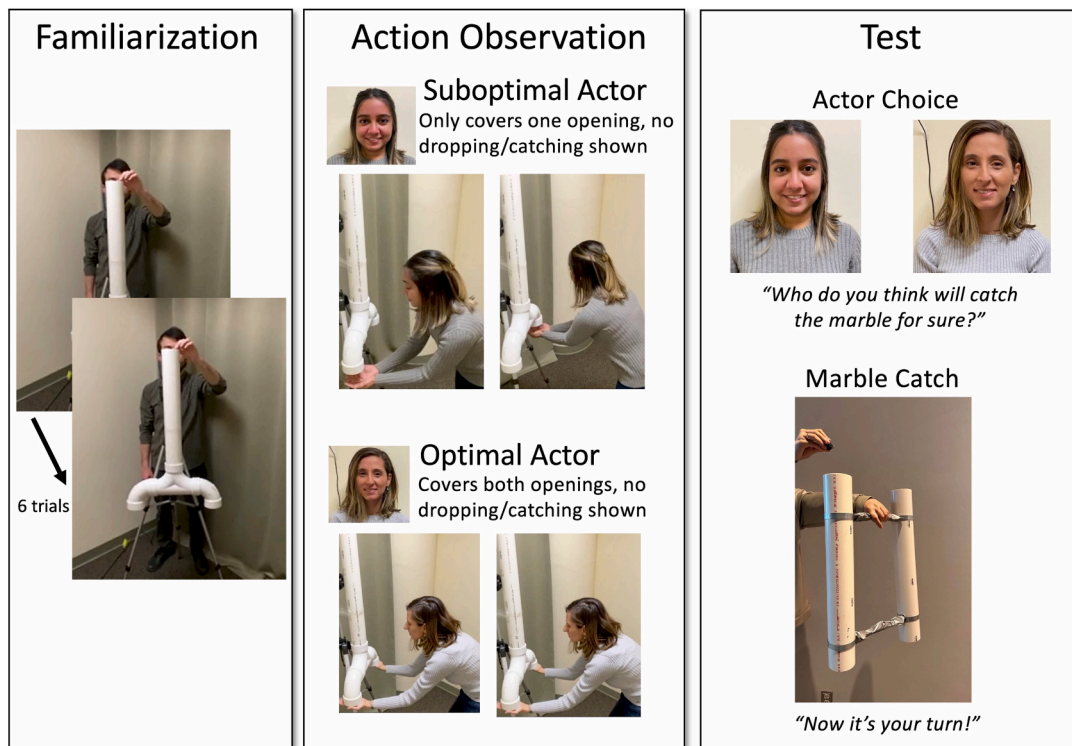 Familiarization
6 trials
Action Observation
Suboptimal Actor
Only covers one opening, no
dropping/catching shown
Optimal Actor
Covers both openings, no
dropping/catching shown
Test
Actor Choice
“Who do you think will catch
the marble for sure?”
Marble Catch
“Now it’s your turn!”